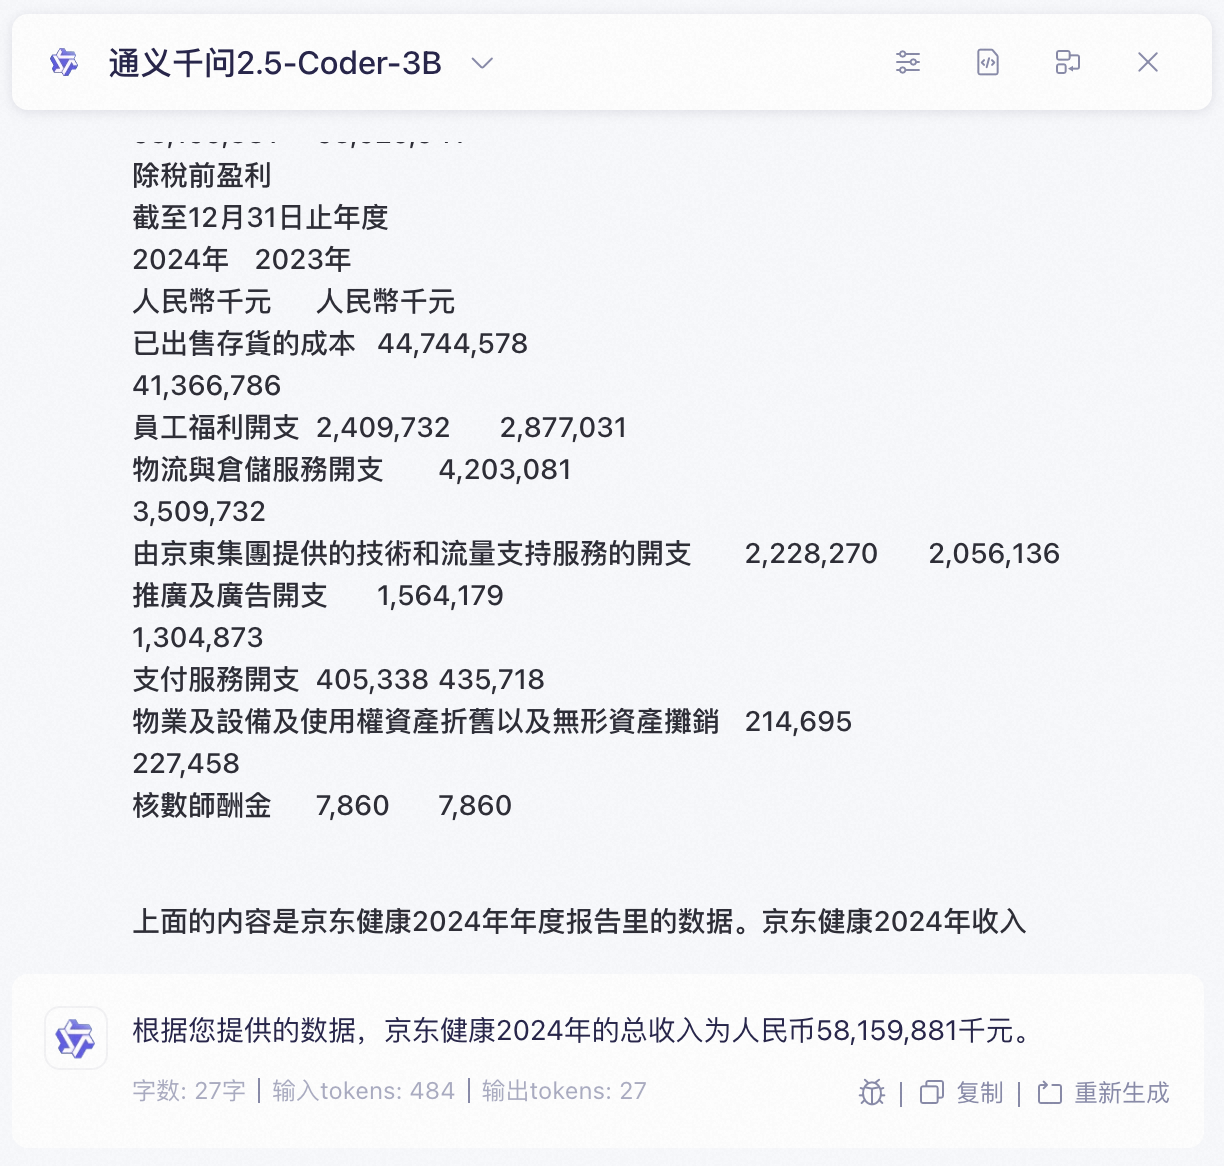 通义千问2.5-Coder-3B
除稅前盈利
截至12月31日止年度
2024年 2023年
人民幣千元 人民幣千元
已出售存貨的成本 44,744,578
41,366,786
員工福利開支 2,409,732 2,877,031
物流與倉儲服務開支 4,203,081
3,509,732
由京東集團提供的技術和流量支持服務的開支 2,228,270 2,056,136
推廣及廣告開支 1,564,179
1,304,873
支付服務開支 405,338 435,718
物業及設備及使用權資產折舊以及無形資產攤銷 214,695
227,458
核數師酬金 7,860 7,860
上面的内容是京东健康2024年年度报告里的数据。京东健康2024年收入
根据您提供的数据，京东健康2024年的总收入为人民币58,159,881千元。
字数: 27字 | 输入tokens: 484 | 输出tokens: 27
| 复制 | 重新生成